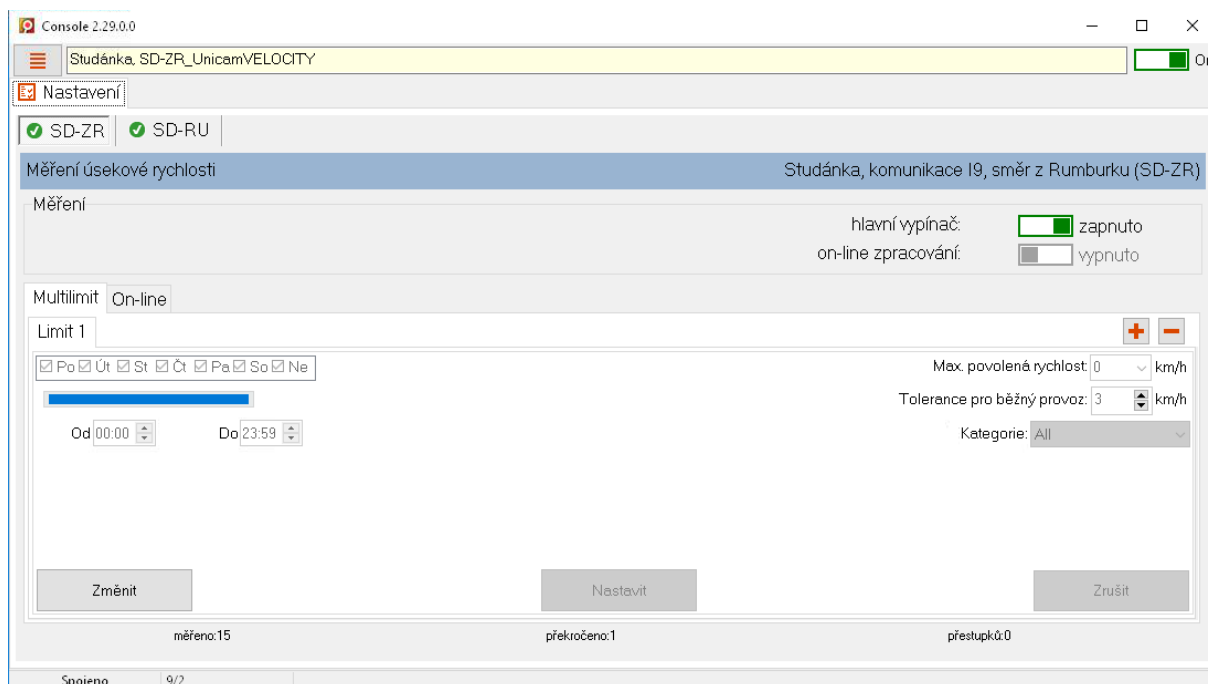 Console 2.29.0.0
Studánka, SD-ZR_UnicamVELOCITY
Nastavení
SD-ZR SD-RU
Měření úsekové rychlosti Studánka, komunikace I9, směr z Rumburku (SD-ZR)
Měření
hlavní vypínač: zapnuto
on-line zpracování: vypnuto
Multilimit On-line
Limit 1
Po Út St Čt Pa So Ne Max. povolená rychlost: 0 km/h
Tolerance pro běžný provoz: 3 km/h
Od 00:00 Do 23:59 Kategorie: All
Změnit Nastavit Zrušit
měřeno:15 překročeno:1 přestupků:0
Spojeno 9/2